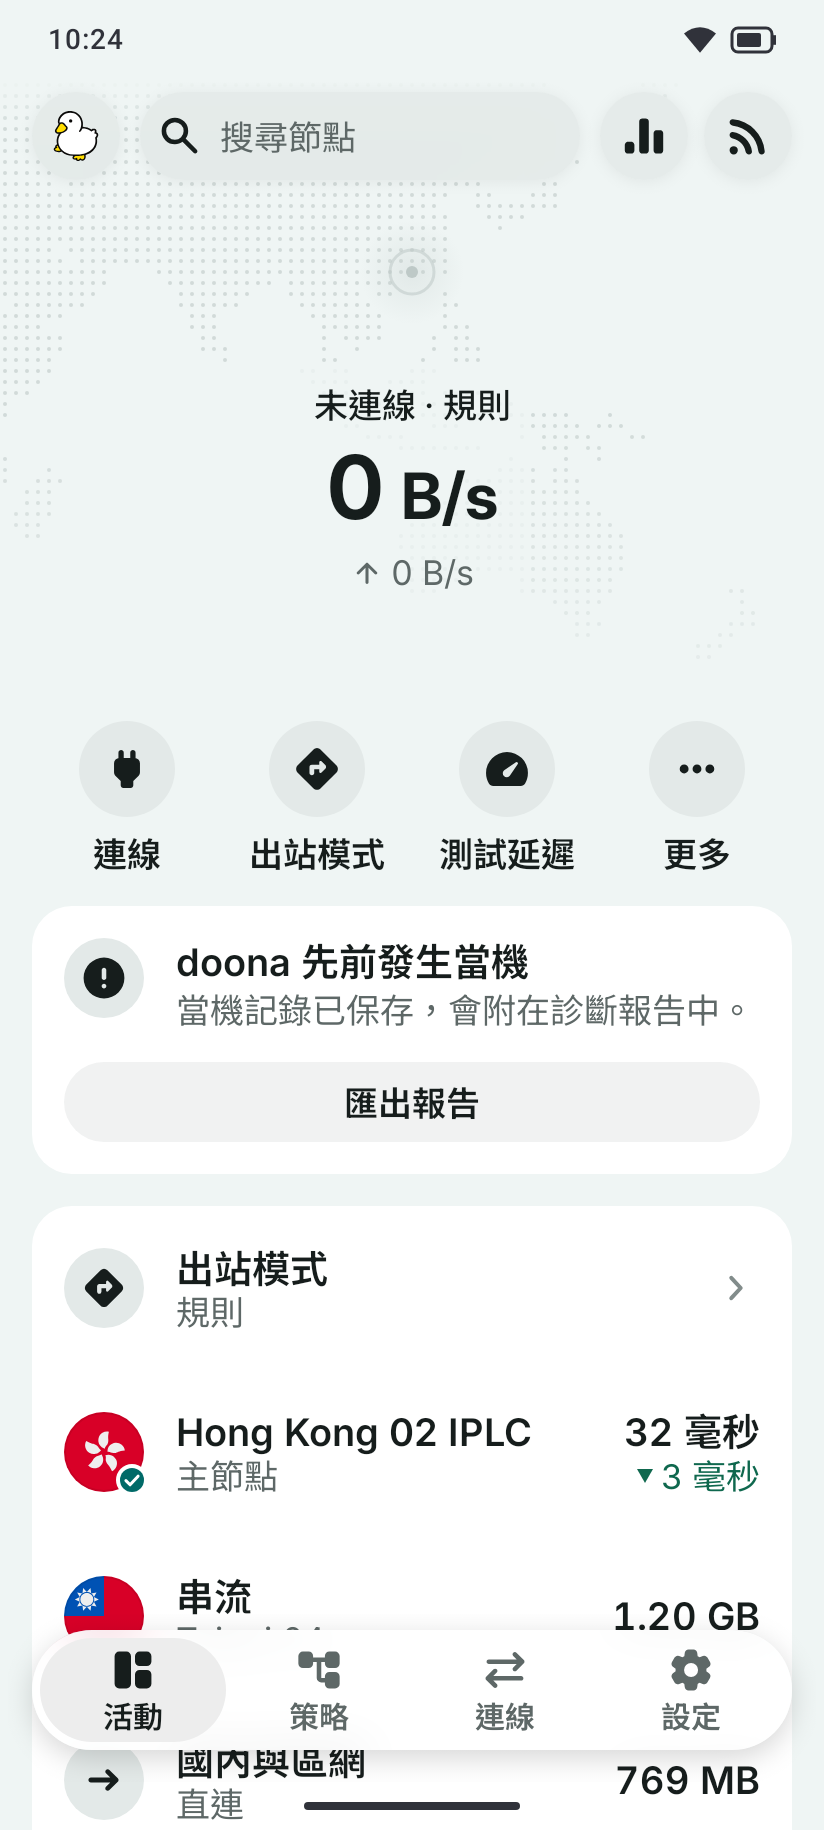 10:24
搜尋節點
未連線 · 規則
0 B/s
↑ 0 B/s
連線
出站模式
測試延遲
更多
doona 先前發生當機
當機記錄已保存，會附在診斷報告中。
匯出報告
出站模式
規則
Hong Kong 02 IPLC
32 毫秒
主節點
▼3 毫秒
串流
1.20 GB
活動
策略
連線
設定
國內與區網
769 MB
直連